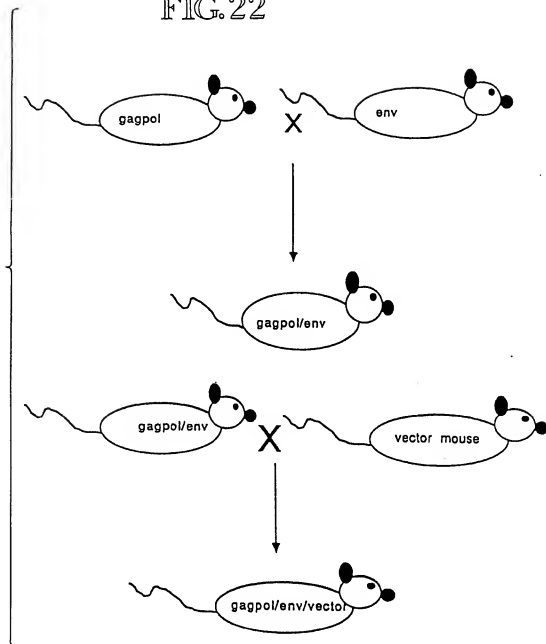 FIG. 22
gagpol
X
env
gagpol/env
gagpol/env
X
vector mouse
gagpol/env/vector